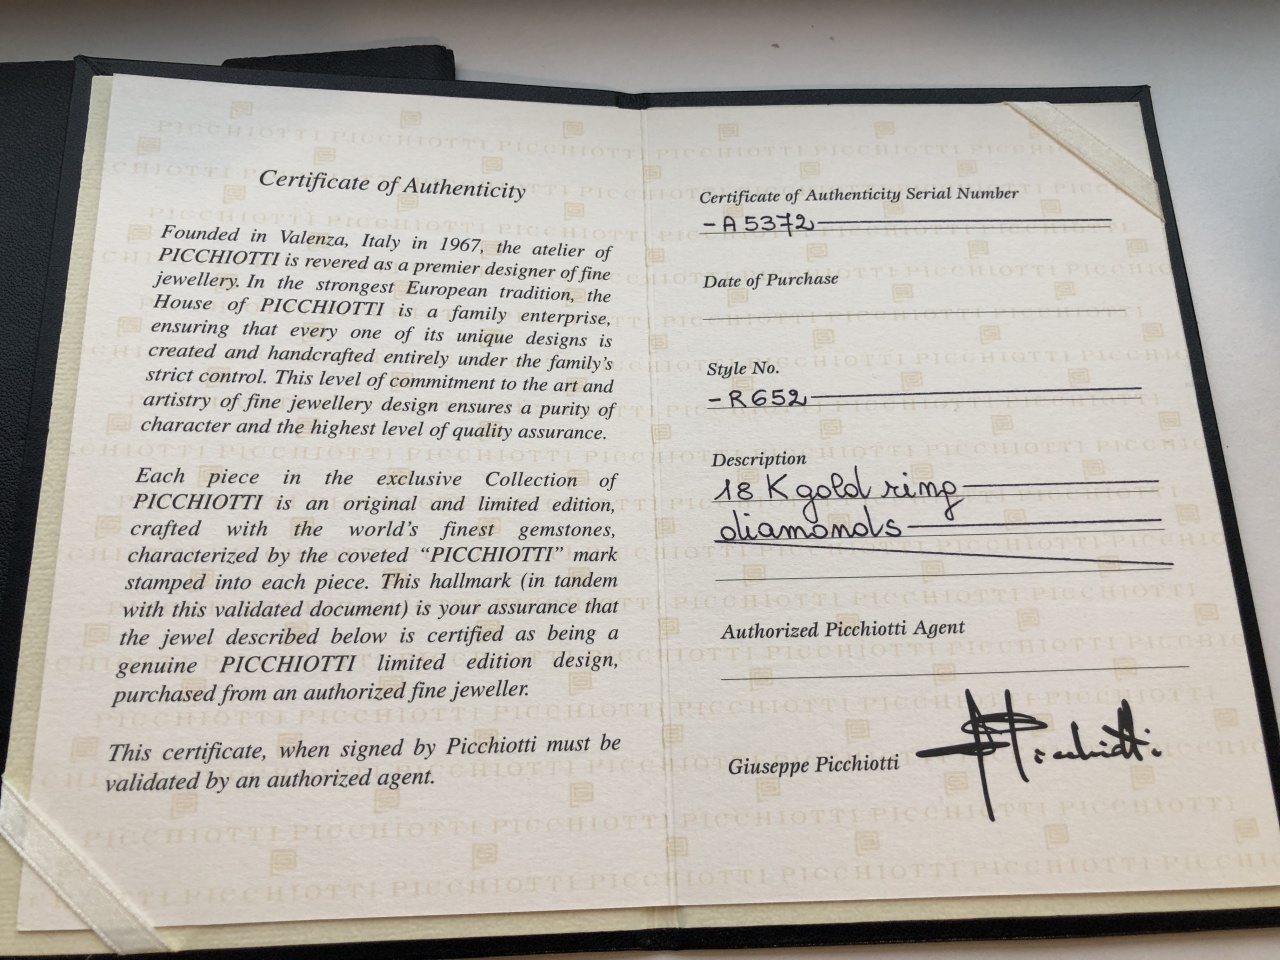 Certificate of Authenticity
Founded in Valenza, Italy in 1967, the atelier of
PICCHIOTTI is revered as a premier designer of fine
jewellery. In the strongest European tradition, the
House of PICCHIOTTI is a family enterprise,
ensuring that every one of its unique designs is
created and handcrafted entirely under the family's
strict control. This level of commitment to the art and
artistry of fine jewellery design ensures a purity of
character and the highest level of quality assurance.
Each piece in the exclusive Collection of
PICCHIOTTI is an original and limited edition,
crafted with the world's finest gemstones,
characterized by the coveted "PICCHIOTTI" mark
stamped into each piece. This hallmark (in tandem
with this validated document) is your assurance that
the jewel described below is certified as being a
genuine PICCHIOTTI limited edition design,
purchased from an authorized fine jeweller.
This certificate, when signed by Picchiotti must be
validated by an authorized agent.
Certificate of Authenticity Serial Number
-A5372
Date of Purchase
Style No.
-R652
Description
18 K gold ring
diamonds
Authorized Picchiotti Agent
Giuseppe Picchiotti Picchiotti